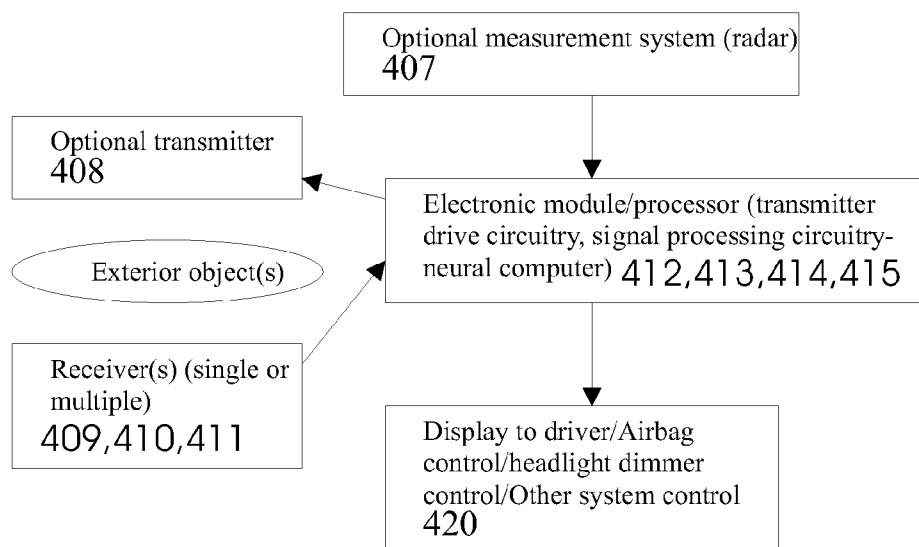 Optional measurement system (radar)
407
Optional transmitter
408
Electronic module/processor (transmitter
drive circuitry, signal processing circuitry-
neural computer) 412,413,414,415
Exterior object(s)
Receiver(s) (single or
multiple)
409,410,411
Display to driver/Airbag
control/headlight dimmer
control/Other system control
420